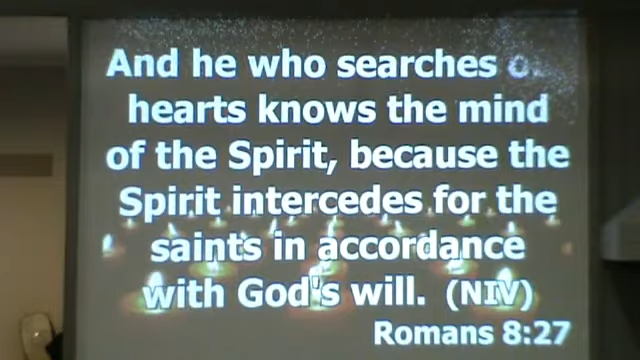 And he who searches
hearts knows the mind
of the Spirit, because the
Spirit intercedes for the
saints in accordance
with God's will. (NIV)
Romans 8:27